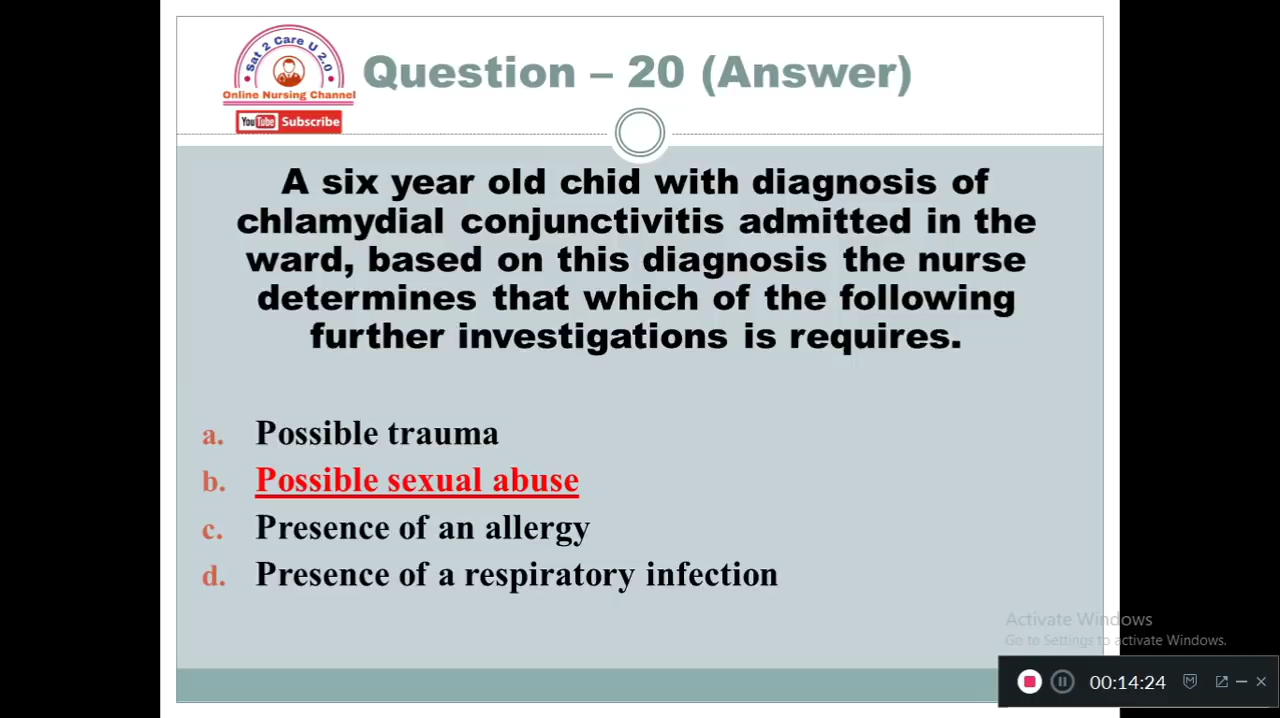 Sat 2 Care U 2.0
Online Nursing Channel
YouTube Subscribe
Question – 20 (Answer)
A six year old chid with diagnosis of
chlamydial conjunctivitis admitted in the
ward, based on this diagnosis the nurse
determines that which of the following
further investigations is requires.
a. Possible trauma
b. Possible sexual abuse
c. Presence of an allergy
d. Presence of a respiratory infection
Activate Windows
Go to Settings to activate Windows.
00:14:24